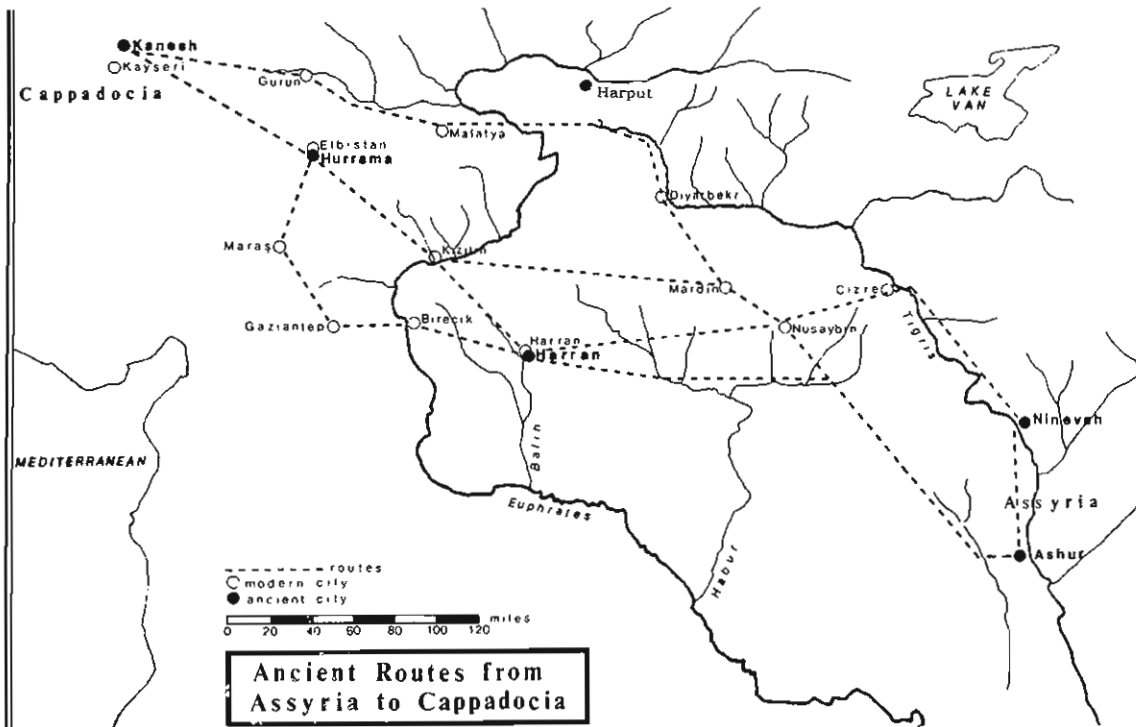 Kanesh
Kayseri
Cappadocia
Gurun
Harput
LAKE
VAN
Malatya
Elbistan
Hurrama
Diyarbekr
Maraş
Kızılın
Mardin
Cizre
Gaziantep
Birecik
Nusaybin
Tigris
Harran
Harran
Nineveh
MEDITERRANEAN
Balih
Assyria
Euphrates
Habur
Ashur
routes
modern city
ancient city
0 20 40 60 80 100 120 miles
Ancient Routes from
Assyria to Cappadocia